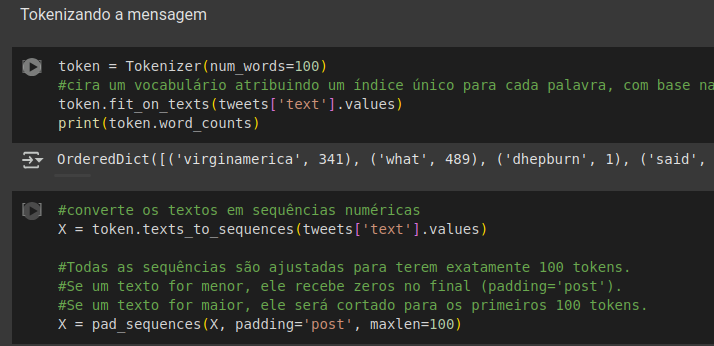 Tokenizando a mensagem
token = Tokenizer(num_words=100)
#cira um vocabulário atribuindo um índice único para cada palavra, com base na
token.fit_on_texts(tweets['text'].values)
print(token.word_counts)
OrderedDict([('virginamerica', 341), ('what', 489), ('dhepburn', 1), ('said',
#converte os textos em sequências numéricas
X = token.texts_to_sequences(tweets['text'].values)
#Todas as sequências são ajustadas para terem exatamente 100 tokens.
#Se um texto for menor, ele recebe zeros no final (padding='post').
#Se um texto for maior, ele será cortado para os primeiros 100 tokens.
X = pad_sequences(X, padding='post', maxlen=100)